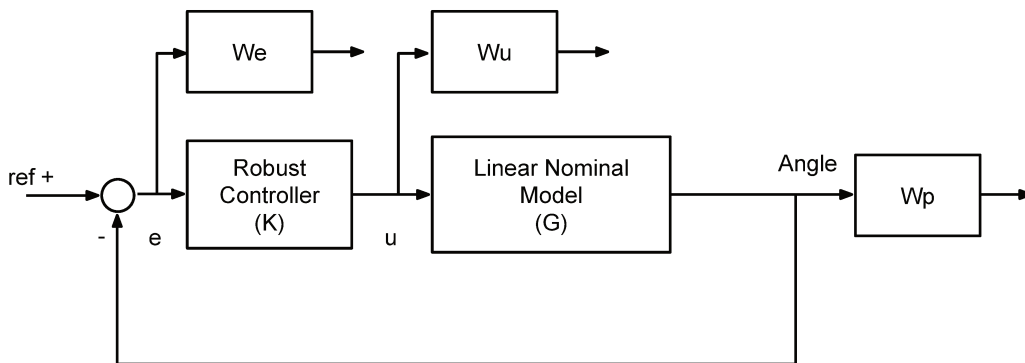 We
Wu
ref +
Robust
Controller
(K)
Linear Nominal
Model
(G)
Angle
Wp
-
e
u